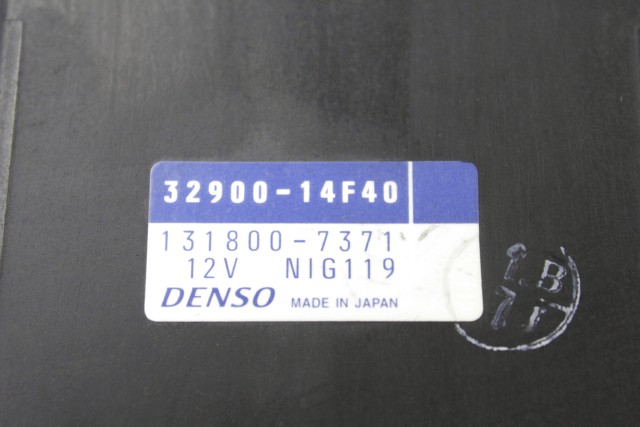 32900-14F40
131800-7371
12V NIG119
DENSO MADE IN JAPAN